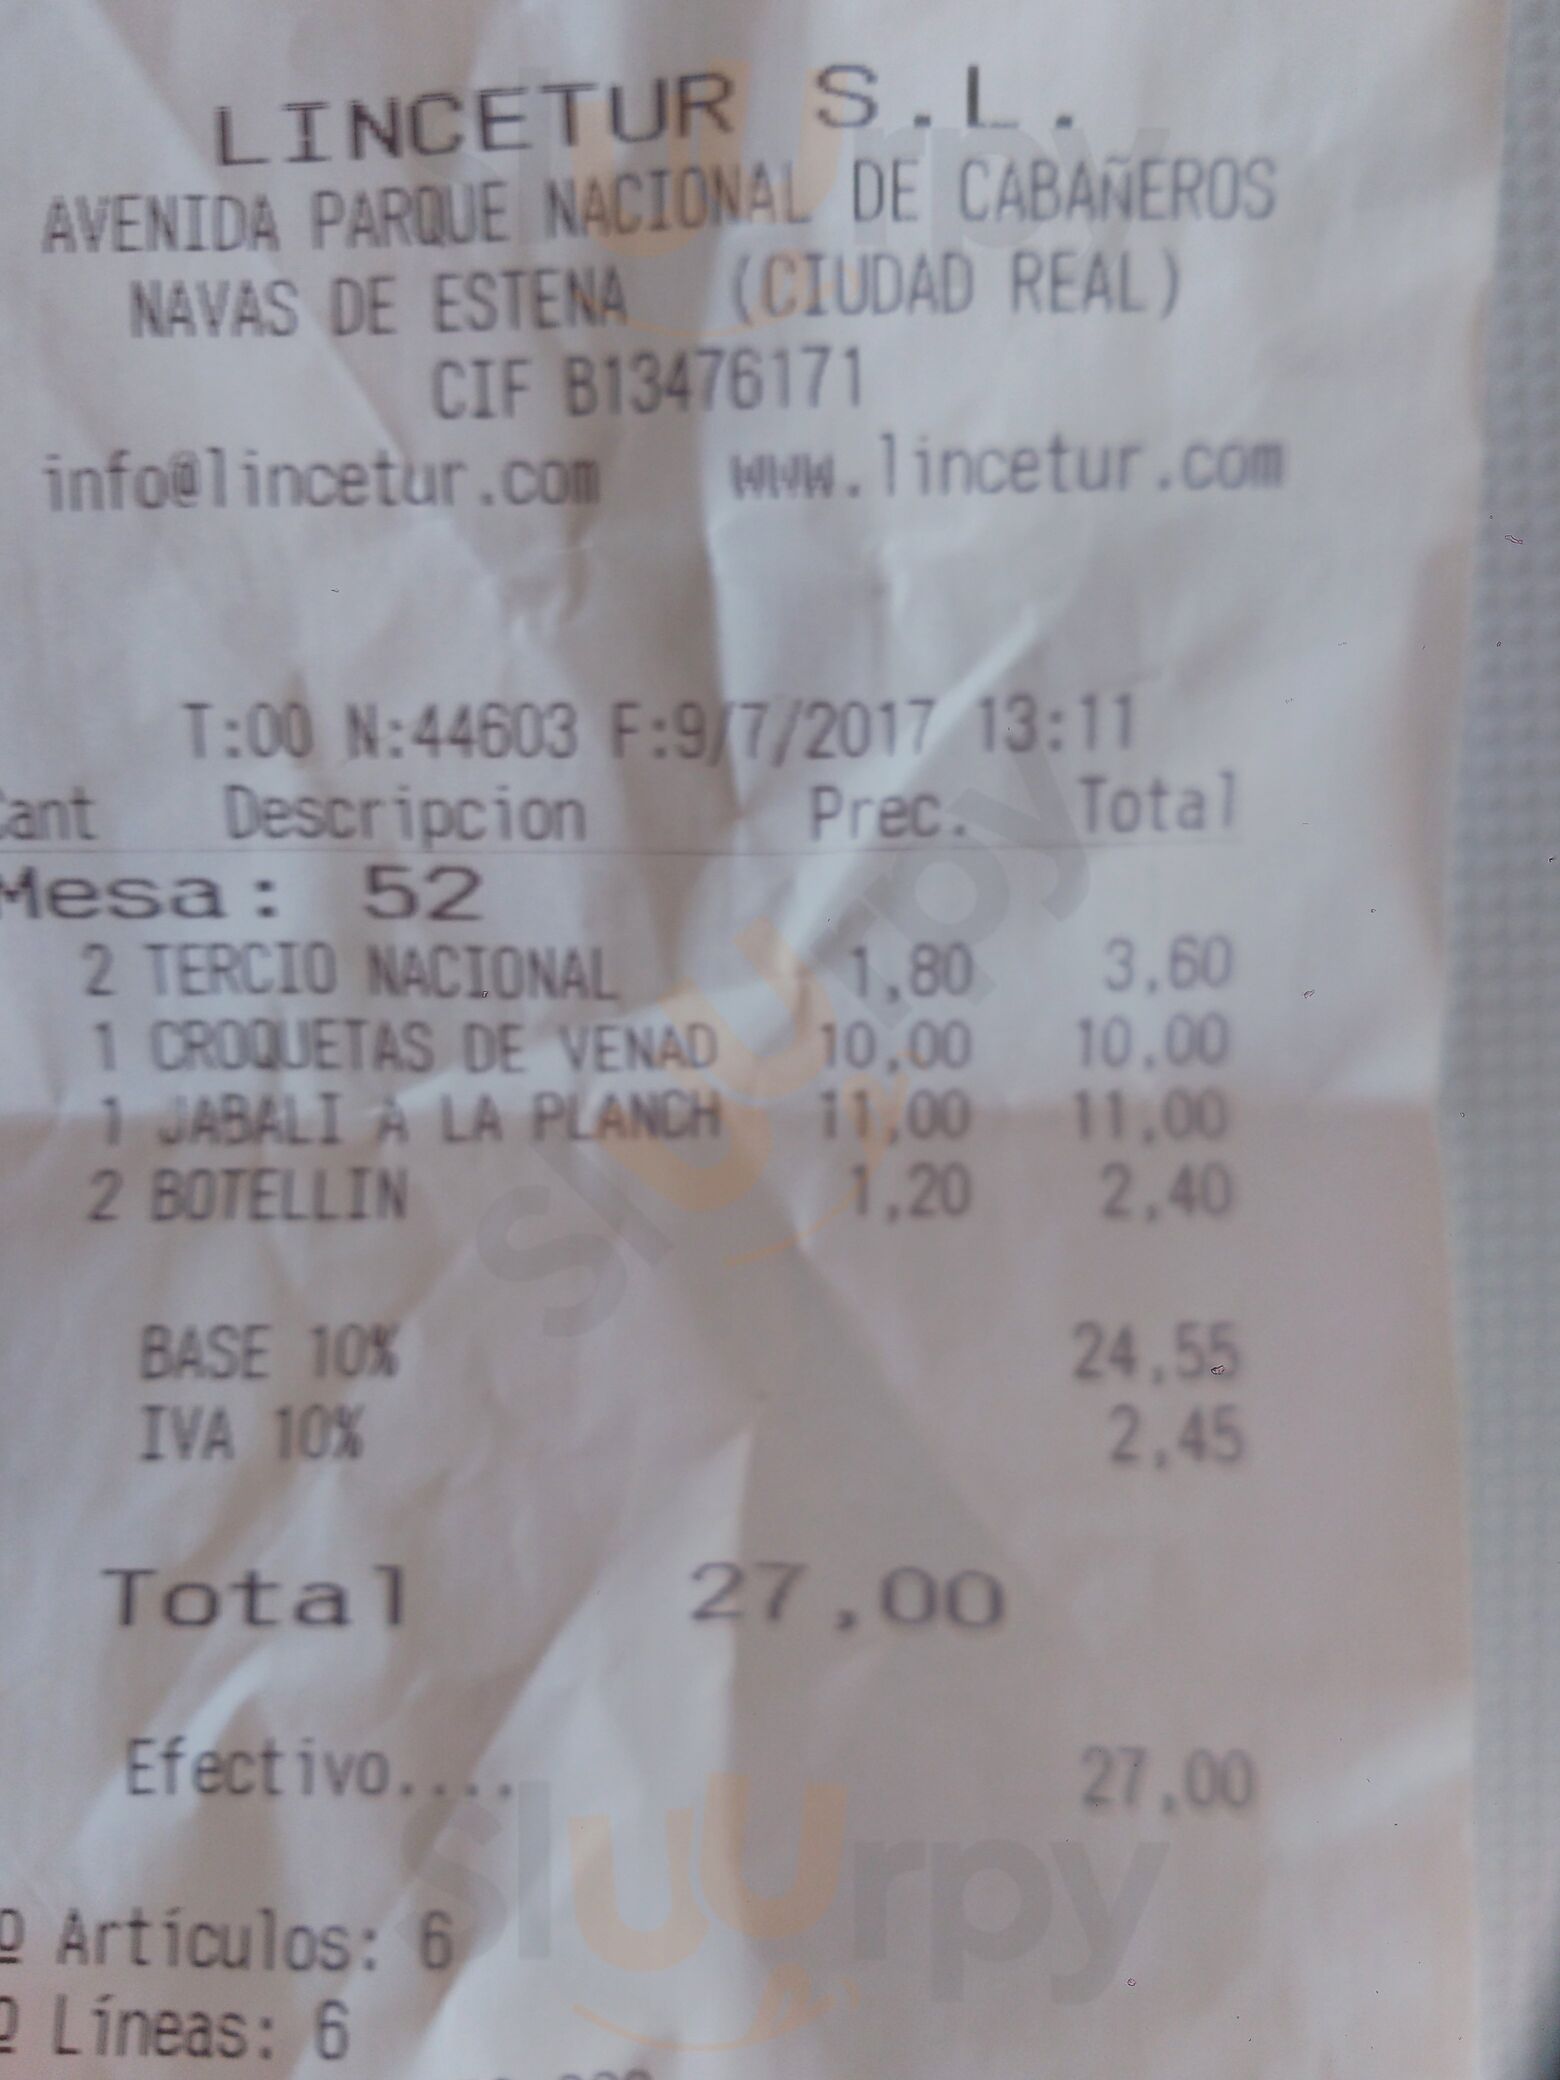 LINCETUR S.L.
AVENIDA PARQUE NACIONAL DE CABAÑEROS
NAVAS DE ESTENA (CIUDAD REAL)
CIF B13476171
info@lincetur.com www.lincetur.com
T:00 N:44603 F:9/7/2017 13:11
Cant Descripcion Prec. Total
Mesa: 52
2 TERCIO NACIONAL 1,80 3,60
1 CROQUETAS DE VENAD 10,00 10,00
1 JABALI A LA PLANCH 11,00 11,00
2 BOTELLIN 1,20 2,40
BASE 10% 24,55
IVA 10% 2,45
Total 27,00
Efectivo.... 27,00
º Artículos: 6
º Líneas: 6
sluurpy
sluurpy
sluurpy